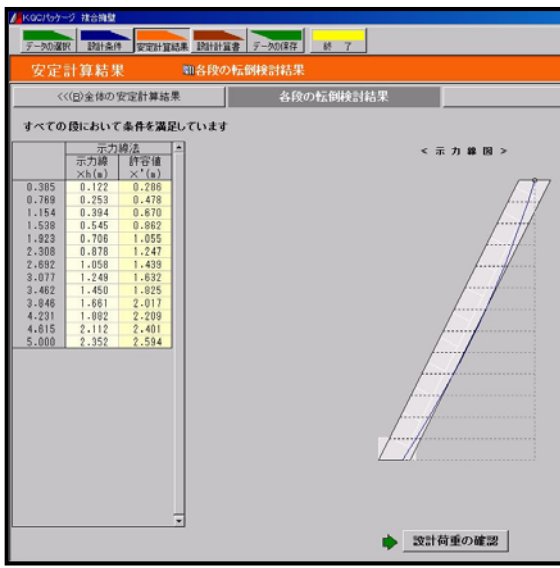 KQCパッケージ 複合擁壁
データの選択 設計条件 安定計算結果 設計計算書 データの保存 終 了
安定計算結果 各段の転倒検討結果
<<(B)全体の安定計算結果 各段の転倒検討結果
すべての段において条件を満足しています
示力線法
示力線 許容値
×h(m) ×'(m)
0.385 0.122 0.286
0.769 0.253 0.478
1.154 0.394 0.670
1.538 0.545 0.862
1.923 0.706 1.055
2.308 0.878 1.247
2.692 1.058 1.439
3.077 1.249 1.632
3.462 1.450 1.825
3.846 1.661 2.017
4.231 1.882 2.209
4.615 2.112 2.401
5.000 2.352 2.594
< 示 力 線 図 >
設計荷重の確認